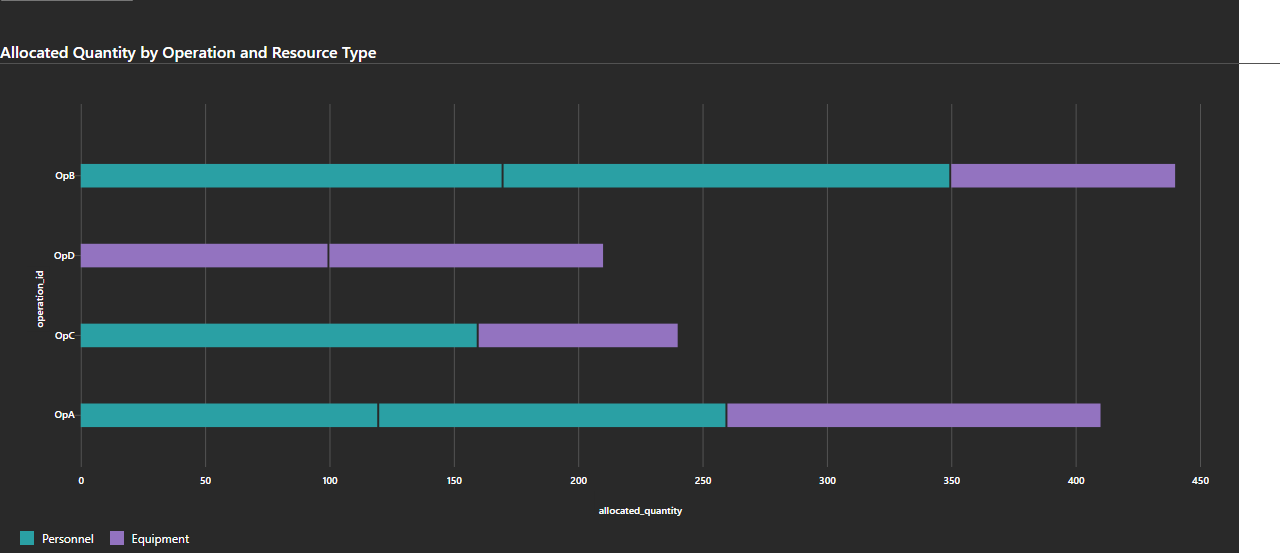 Allocated Quantity by Operation and Resource Type
OpB
OpD
operation_id
OpC
OpA
0 50 100 150 200 250 300 350 400 450
allocated_quantity
Personnel Equipment